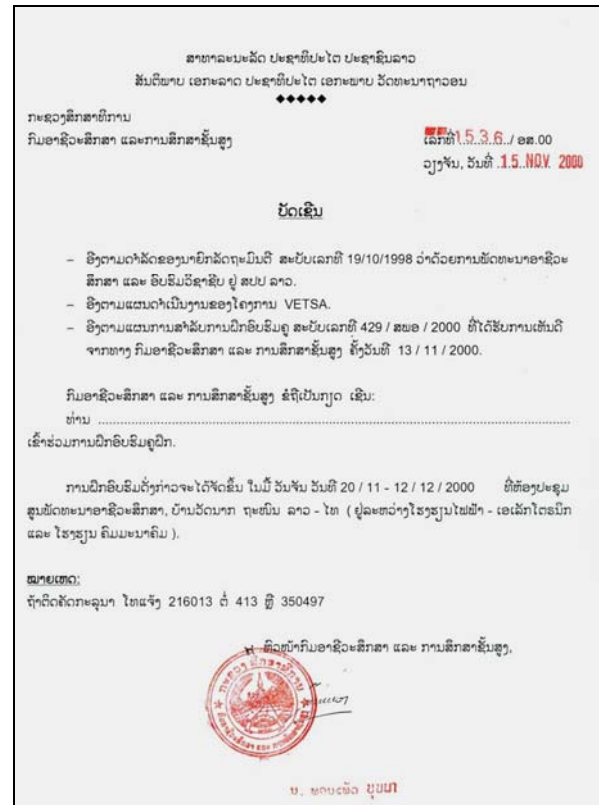 ສາທາລະນະລັດ ປະຊາທິປະໄຕ ປະຊາຊົນລາວ
ສັນຕິພາບ ເອກະລາດ ປະຊາທິປະໄຕ ເອກະພາບ ວັດທະນາຖາວອນ
ກະຊວງສຶກສາທິການ
ກົມອາຊີວະສຶກສາ ແລະການສຶກສາຊັ້ນສູງ
ເລກທີ 1536 / ອສ.00
ວຽງຈັນ, ວັນທີ 15 NOV 2000
ບັດເຊີນ
– ອີງຕາມດຳລັດຂອງນາຍົກລັດຖະມົນຕີ ສະບັບເລກທີ 19/10/1998 ວ່າດ້ວຍການພັດທະນາອາຊີວະ
ສຶກສາ ແລະ ອົບຮົມວິຊາຊີບ ຢູ່ ສປປ ລາວ.
– ອີງຕາມແຜນດຳເນີນງານຂອງໂຄງການ VETSA.
– ອີງຕາມແຜນການສຳລັບການຝຶກອົບຮົມຄູ ສະບັບເລກທີ 429 / ສພອ / 2000 ທີ່ໄດ້ຮັບການເຫັນດີ
ຈາກທາງ ກົມອາຊີວະສຶກສາ ແລະ ການສຶກສາຊັ້ນສູງ ຄັ້ງວັນທີ 13 / 11 / 2000.
ກົມອາຊີວະສຶກສາ ແລະ ການສຶກສາຊັ້ນສູງ ຂໍຖືເປັນກຽດ ເຊີນ:
ທ່ານ ..........................................................................
ເຂົ້າຮ່ວມການຝຶກອົບຮົມຄູຝຶກ.
ການຝຶກອົບຮົມດັ່ງກ່າວຈະໄດ້ຈັດຂຶ້ນ ໃນມື້ ວັນຈັນ ວັນທີ 20 / 11 - 12 / 12 / 2000 ທີ່ຫ້ອງປະຊຸມ
ສູນພັດທະນາອາຊີວະສຶກສາ, ບ້ານວັດນາກ ຖະໜົນ ລາວ - ໄທ ( ຢູ່ລະຫວ່າງໂຮງຮຽນໄຟຟ້າ - ເອເລັກໂຕຣນິກ
ແລະ ໂຮງຮຽນ ຄົມມະນາຄົມ ).
ໝາຍເຫດ:
ຖ້າຕິດຄັດກະລຸນາ ໂທແຈ້ງ 216013 ຕໍ່ 413 ຫຼື 350497
ຫົວໜ້າກົມອາຊີວະສຶກສາ ແລະ ການສຶກສາຊັ້ນສູງ,
ກະຊວງ ສຶກສາທິການ